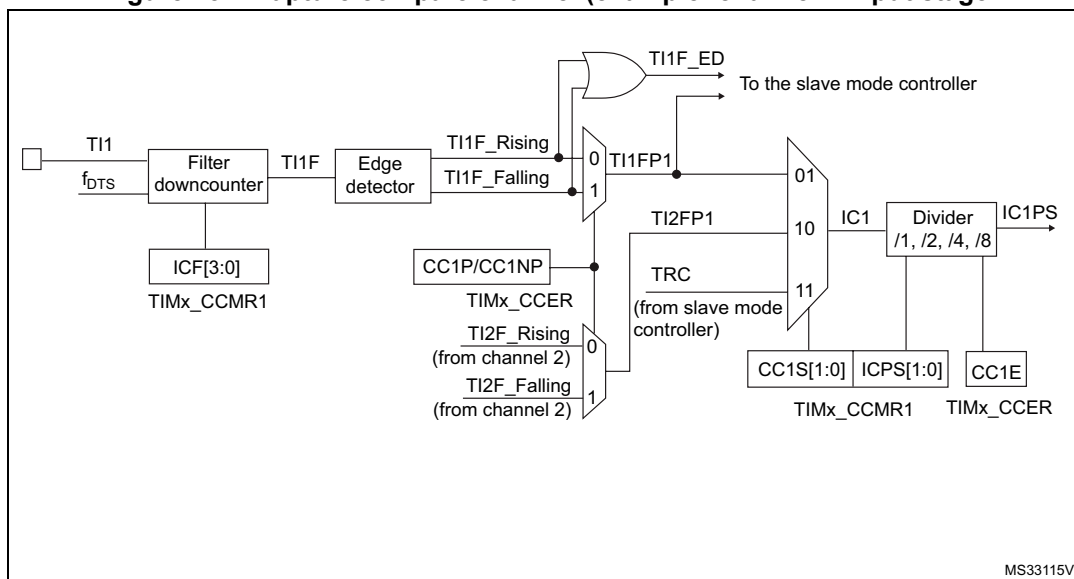 TI1F_ED
To the slave mode controller
TI1
f_DTS
Filter
downcounter
TI1F
Edge
detector
TI1F_Rising
TI1F_Falling
0
1
TI1FP1
TI2FP1
TRC
(from slave mode
controller)
01
10
11
IC1
Divider
/1, /2, /4, /8
IC1PS
ICF[3:0]
TIMx_CCMR1
CC1P/CC1NP
TIMx_CCER
TI2F_Rising
(from channel 2)
TI2F_Falling
(from channel 2)
0
1
CC1S[1:0]
ICPS[1:0]
CC1E
TIMx_CCMR1
TIMx_CCER
MS33115V